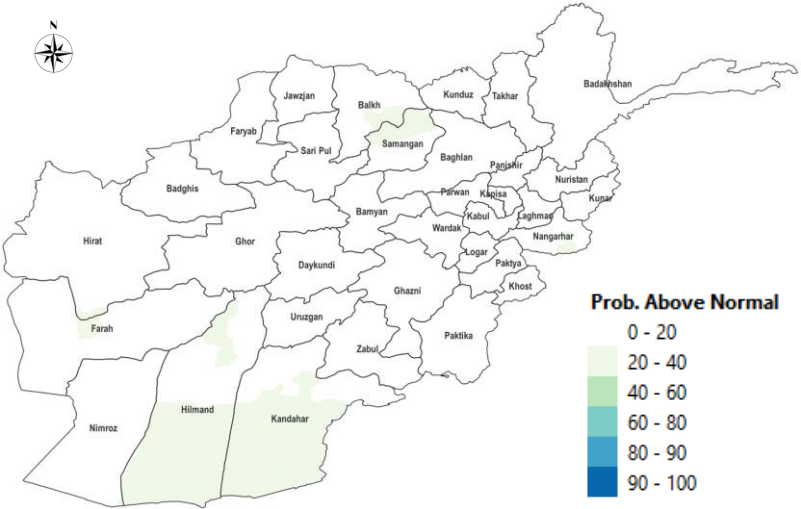 N
Badakhshan
Jawzjan
Kunduz
Takhar
Balkh
Faryab
Samangan
Sari Pul
Baghlan
Panjshir
Nuristan
Badghis
Parwan
Kapisa
Kunar
Bamyan
Kabul
Laghman
Wardak
Hirat
Ghor
Nangarhar
Logar
Daykundi
Paktya
Ghazni
Khost
Prob. Above Normal
Uruzgan
Farah
Paktika
Zabul
Hilmand
Kandahar
Nimroz
0 - 20
20 - 40
40 - 60
60 - 80
80 - 90
90 - 100